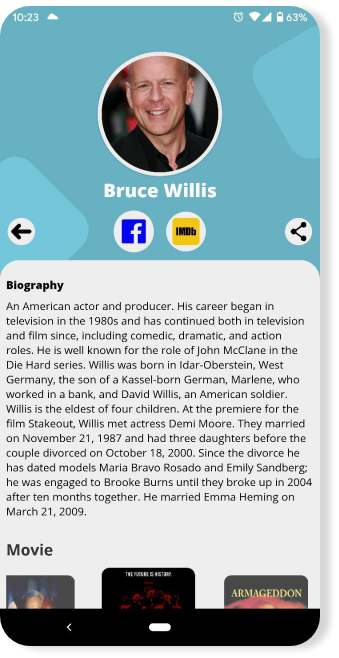 10:23
63%
Bruce Willis
IMDb
Biography
An American actor and producer. His career began in
television in the 1980s and has continued both in television
and film since, including comedic, dramatic, and action
roles. He is well known for the role of John McClane in the
Die Hard series. Willis was born in Idar-Oberstein, West
Germany, the son of a Kassel-born German, Marlene, who
worked in a bank, and David Willis, an American soldier.
Willis is the eldest of four children. At the premiere for the
film Stakeout, Willis met actress Demi Moore. They married
on November 21, 1987 and had three daughters before the
couple divorced on October 18, 2000. Since the divorce he
has dated models Maria Bravo Rosado and Emily Sandberg;
he was engaged to Brooke Burns until they broke up in 2004
after ten months together. He married Emma Heming on
March 21, 2009.
Movie
THE FUTURE IS HISTORY.
ARMAGEDDON